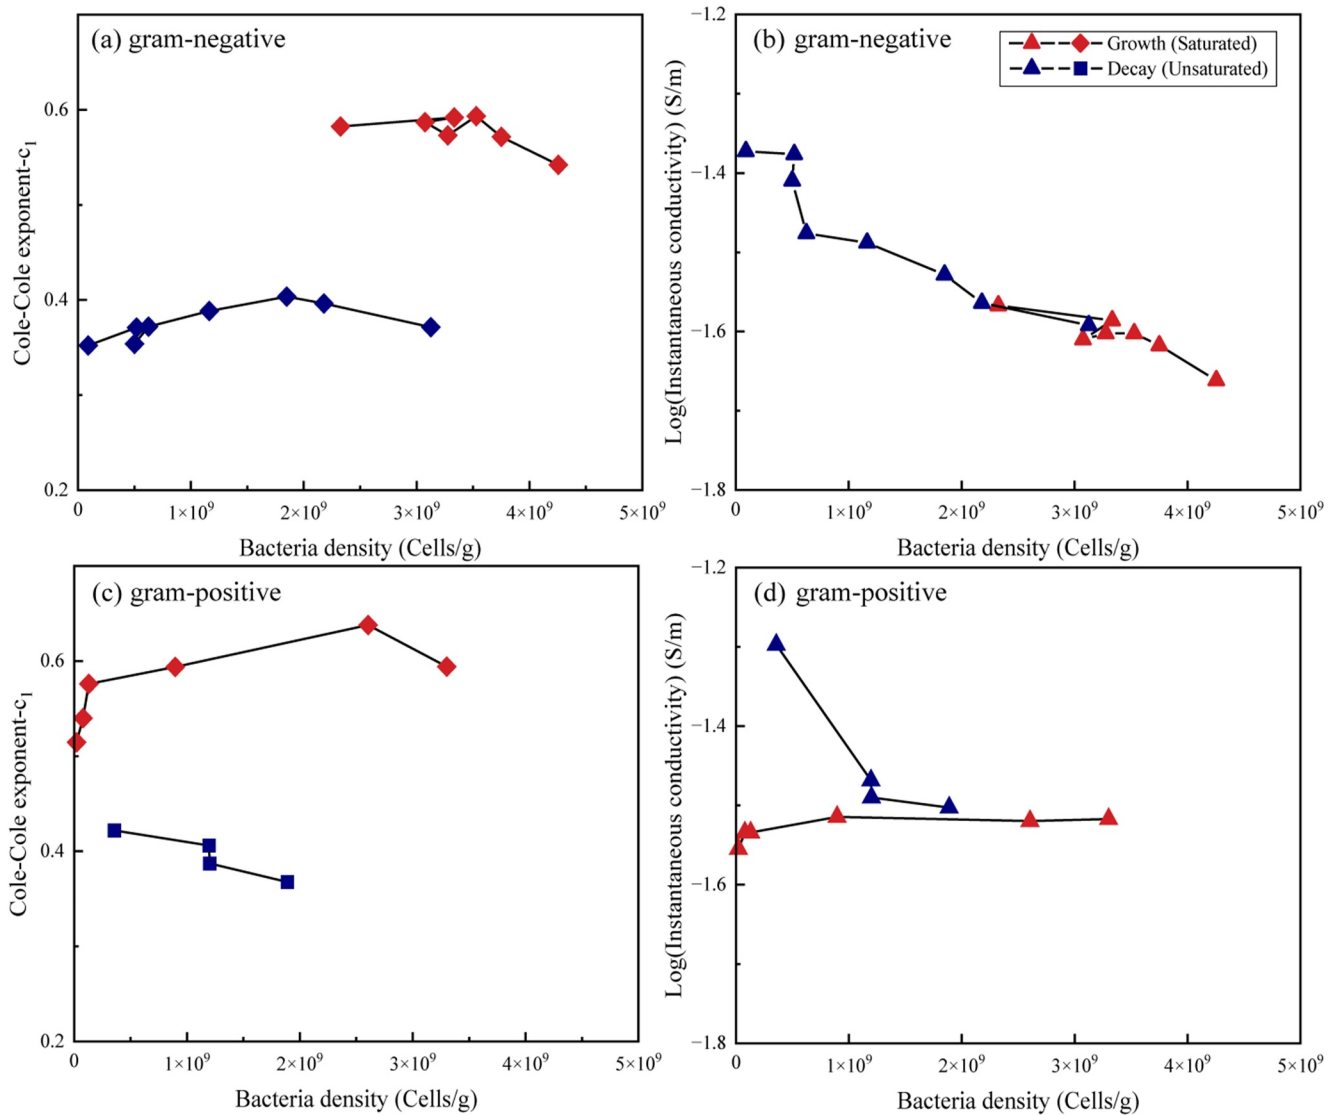 (a) gram-negative
0.6
0.4
0.2
Cole-Cole exponent-c₁
0 1×10⁹ 2×10⁹ 3×10⁹ 4×10⁹ 5×10⁹
Bacteria density (Cells/g)
(b) gram-negative
Growth (Saturated)
Decay (Unsaturated)
−1.2
−1.4
−1.6
−1.8
Log(Instantaneous conductivity) (S/m)
0 1×10⁹ 2×10⁹ 3×10⁹ 4×10⁹ 5×10⁹
Bacteria density (Cells/g)
(c) gram-positive
0.6
0.4
0.2
Cole-Cole exponent-c₁
0 1×10⁹ 2×10⁹ 3×10⁹ 4×10⁹ 5×10⁹
Bacteria density (Cells/g)
(d) gram-positive
−1.2
−1.4
−1.6
−1.8
Log(Instantaneous conductivity) (S/m)
0 1×10⁹ 2×10⁹ 3×10⁹ 4×10⁹ 5×10⁹
Bacteria density (Cells/g)